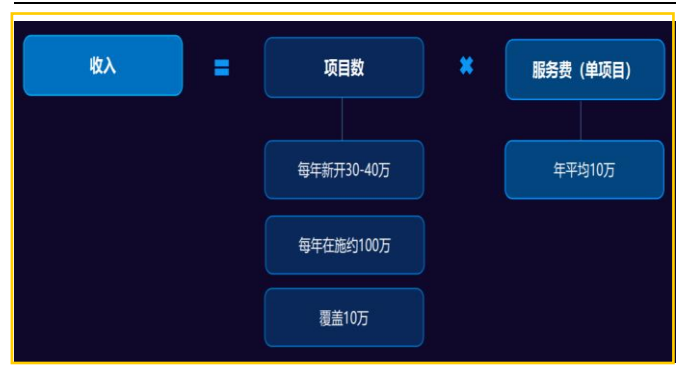 收入 = 项目数 × 服务费（单项目）
每年新开30-40万
年平均10万
每年在施约100万
覆盖10万